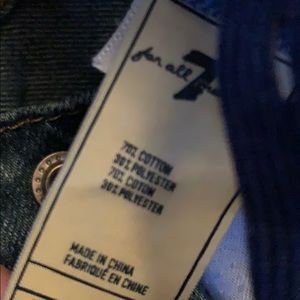 for all 7
70% COTTON
30% POLYESTER
70% COTON
30% POLYESTER
MADE IN CHINA
FABRIQUÉ EN CHINE